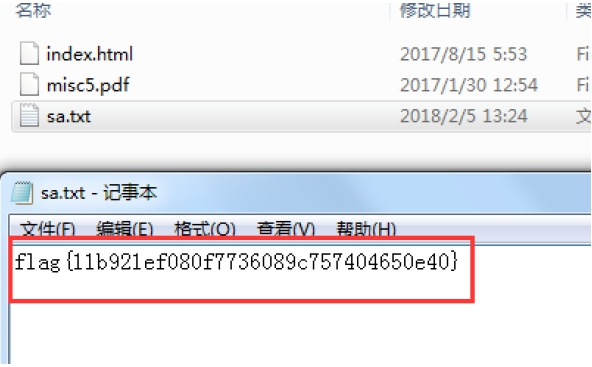 名称 修改日期 类
index.html 2017/8/15 5:53 Fi
misc5.pdf 2017/1/30 12:54 Fi
sa.txt 2018/2/5 13:24 文
sa.txt - 记事本
文件(F) 编辑(E) 格式(O) 查看(V) 帮助(H)
flag{11b921ef080f7736089c757404650e40}